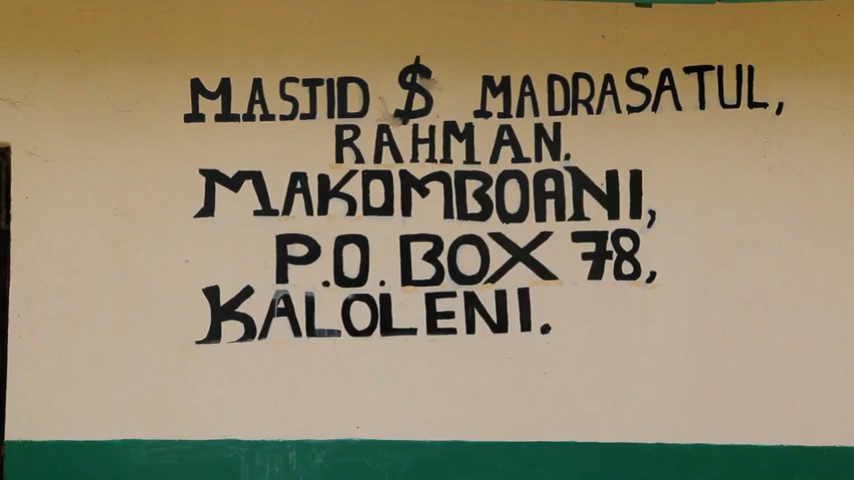 MASJID $ MADRASATUL,
RAHMAN.
MAKOMBOANI,
P.O. BOX 78,
KALOLENI.